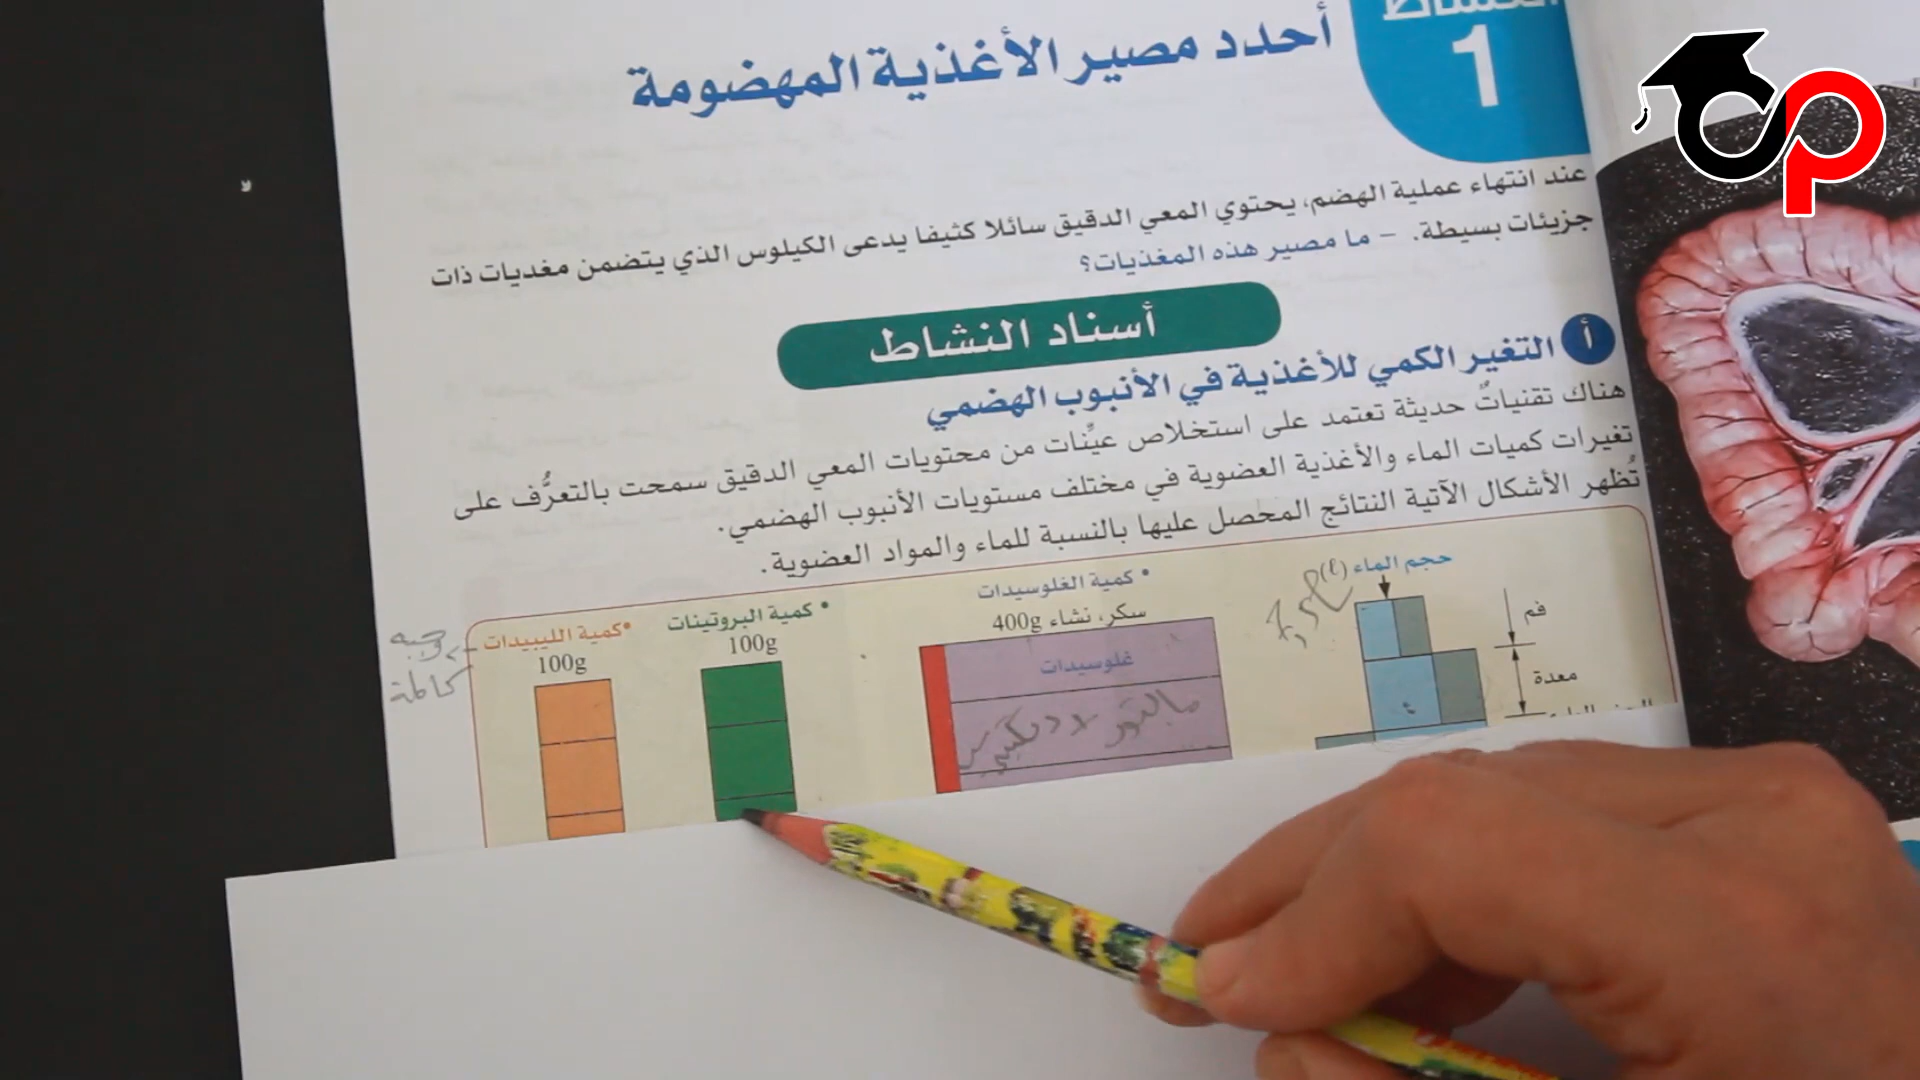 النشاط
1
أحدد مصير الأغذية المهضومة
عند انتهاء عملية الهضم، يحتوي المعي الدقيق سائلا كثيفا يدعى الكيلوس الذي يتضمن مغديات ذات
جزيئات بسيطة. - ما مصير هذه المغذيات؟
أسناد النشاط
أ التغير الكمي للأغذية في الأنبوب الهضمي
هناك تقنياتٌ حديثة تعتمد على استخلاص عيِّنات من محتويات المعي الدقيق سمحت بالتعرُّف على
تغيرات كميات الماء والأغذية العضوية في مختلف مستويات الأنبوب الهضمي.
تُظهر الأشكال الآتية النتائج المحصل عليها بالنسبة للماء والمواد العضوية.
حجم الماء (ℓ)
• كمية الغلوسيدات
سكر، نشاء 400g
• كمية البروتينات
100g
• كمية الليبيدات
100g
فم
معدة
غلوسيدات
وجبة
كاملة